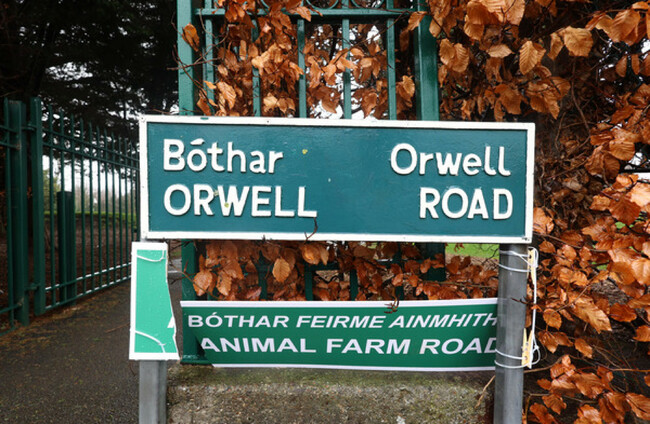 Bóthar Orwell
ORWELL ROAD
BÓTHAR FEIRME AINMHITH
ANIMAL FARM ROAD